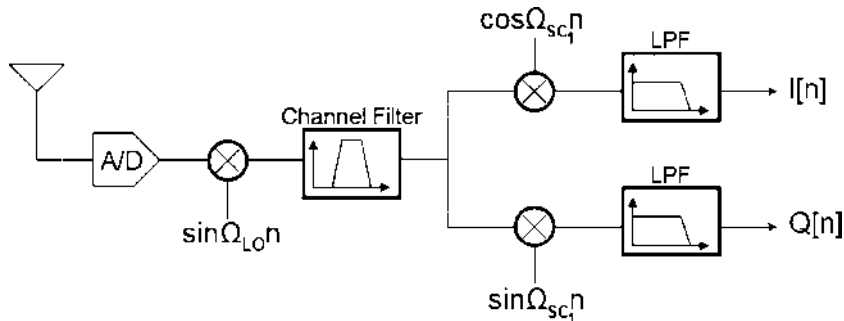 cosΩsc₁n
LPF
I[n]
Channel Filter
A/D
sinΩLOn
LPF
Q[n]
sinΩsc₁n